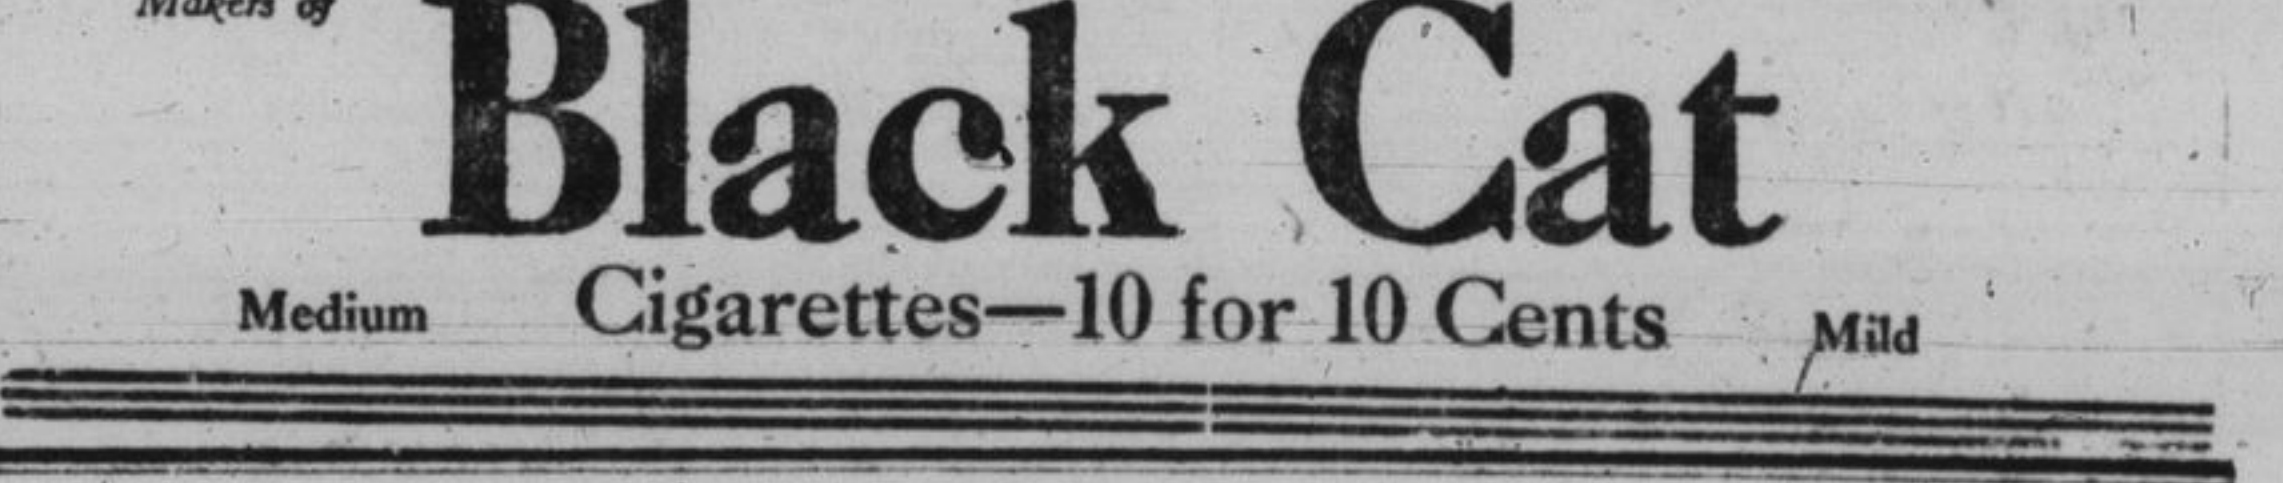 Makers of
Black Cat
Medium Cigarettes—10 for 10 Cents Mild